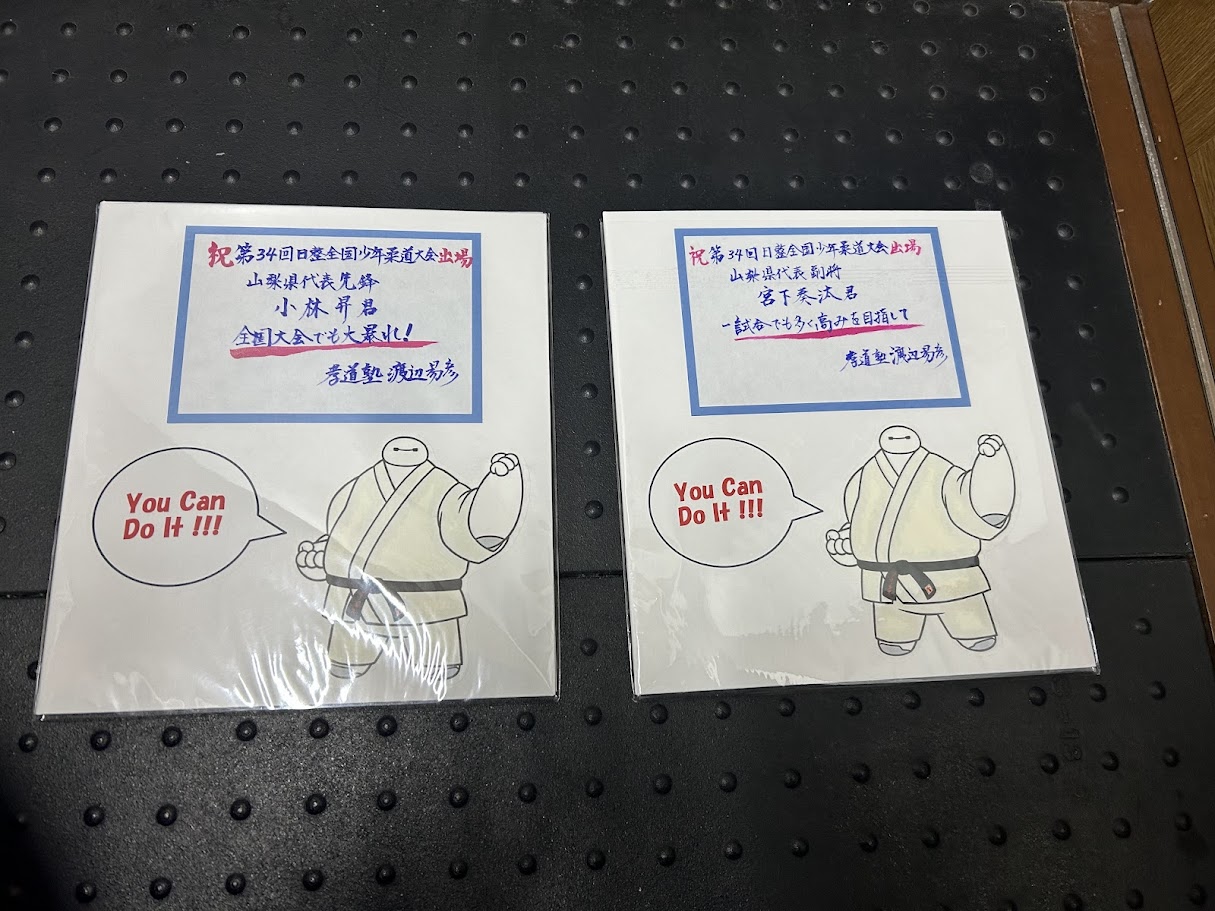 祝第34回日整全国少年柔道大会出場
山梨県代表先鋒
小林昇君
全国大会でも大暴れ!
孝道塾 渡辺易彦
You Can
Do It !!!
祝第34回日整全国少年柔道大会出場
山梨県代表副将
宮下奏汰君
一試合でも多く高みを目指して
孝道塾 渡辺易彦
You Can
Do It !!!